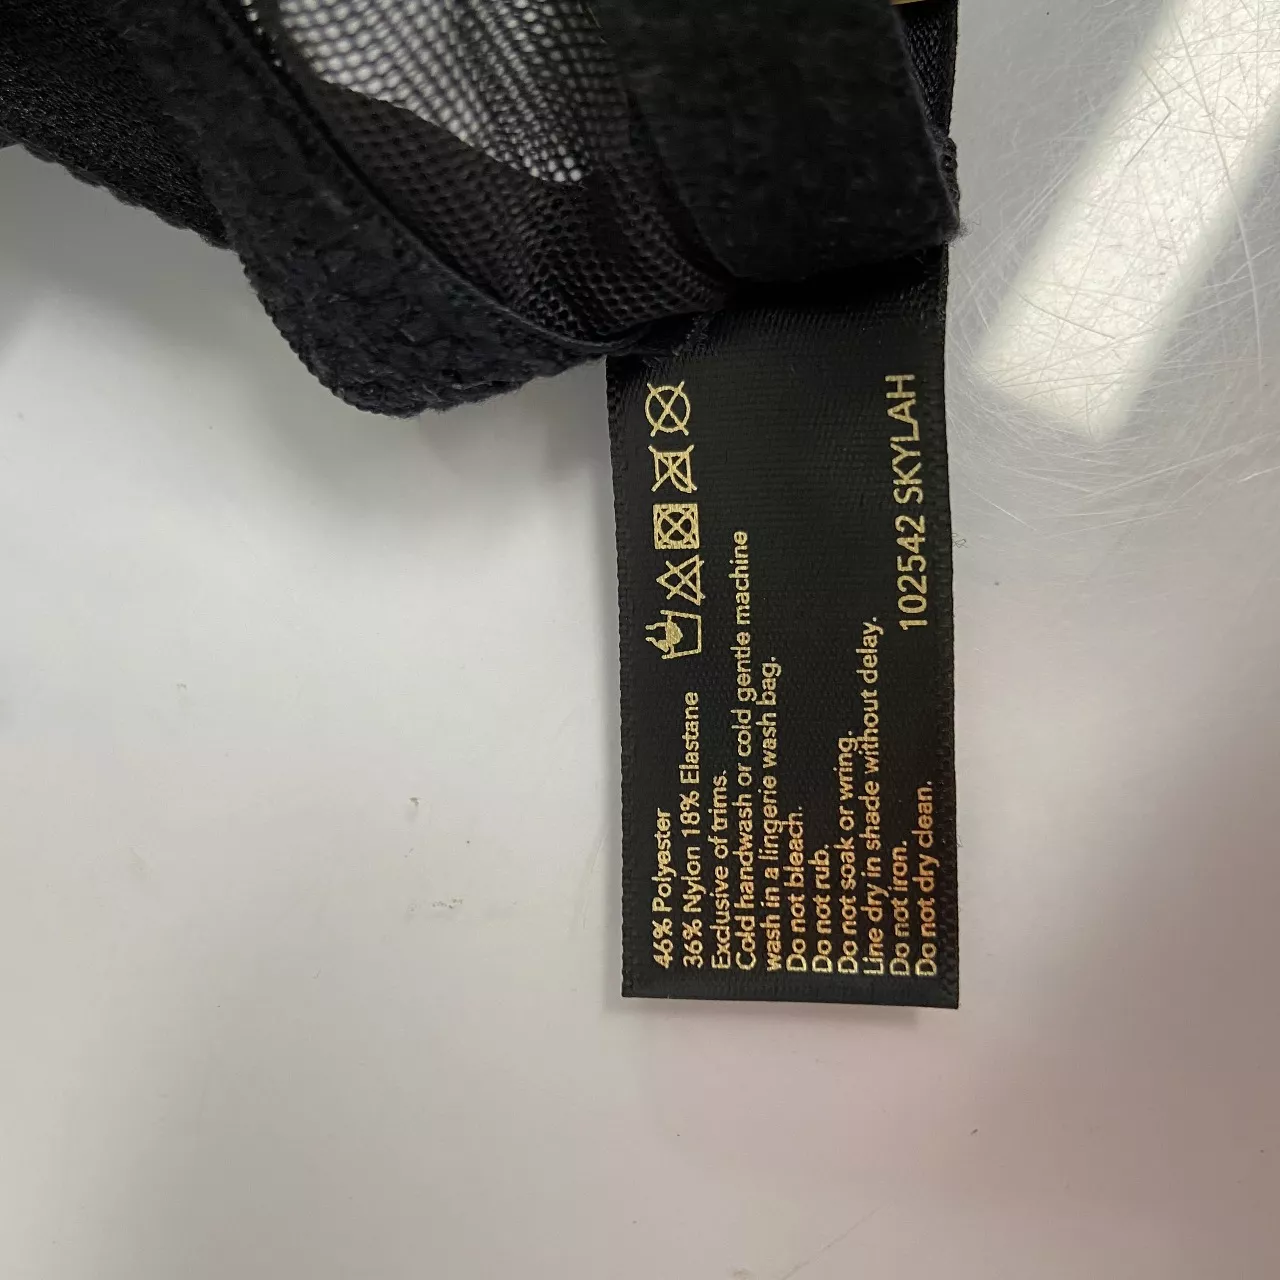 46% Polyester
36% Nylon 18% Elastane
Exclusive of trims.
Cold handwash or cold gentle machine
wash in a lingerie wash bag.
Do not bleach.
Do not rub.
Do not soak or wring.
Line dry in shade without delay.
Do not iron.
Do not dry clean.
102542 SKYLAH